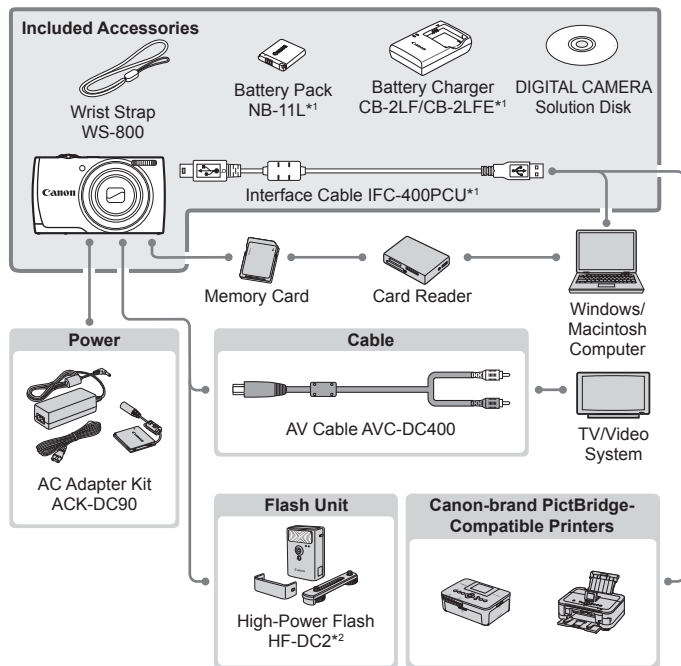 Included Accessories
Wrist Strap
WS-800
Battery Pack
NB-11L*1
Battery Charger
CB-2LF/CB-2LFE*1
DIGITAL CAMERA
Solution Disk
Canon
Interface Cable IFC-400PCU*1
Memory Card
Card Reader
Windows/
Macintosh
Computer
Power
AC Adapter Kit
ACK-DC90
Cable
AV Cable AVC-DC400
TV/Video
System
Flash Unit
High-Power Flash
HF-DC2*2
Canon-brand PictBridge-
Compatible Printers